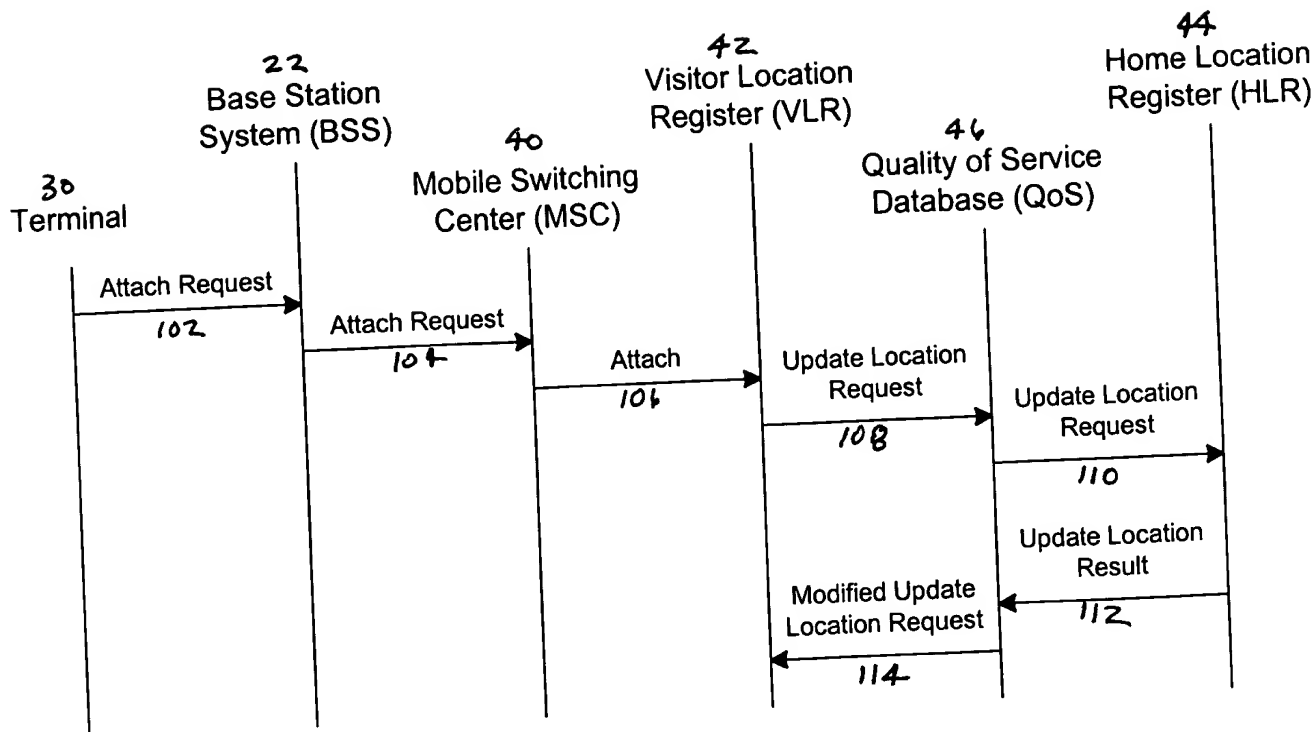 44
Home Location
Register (HLR)
42
Visitor Location
Register (VLR)
22
Base Station
System (BSS)
46
Quality of Service
Database (QoS)
40
Mobile Switching
Center (MSC)
30
Terminal
Attach Request
102
Attach Request
104
Attach
106
Update Location
Request
108
Update Location
Request
110
Update Location
Result
112
Modified Update
Location Request
114